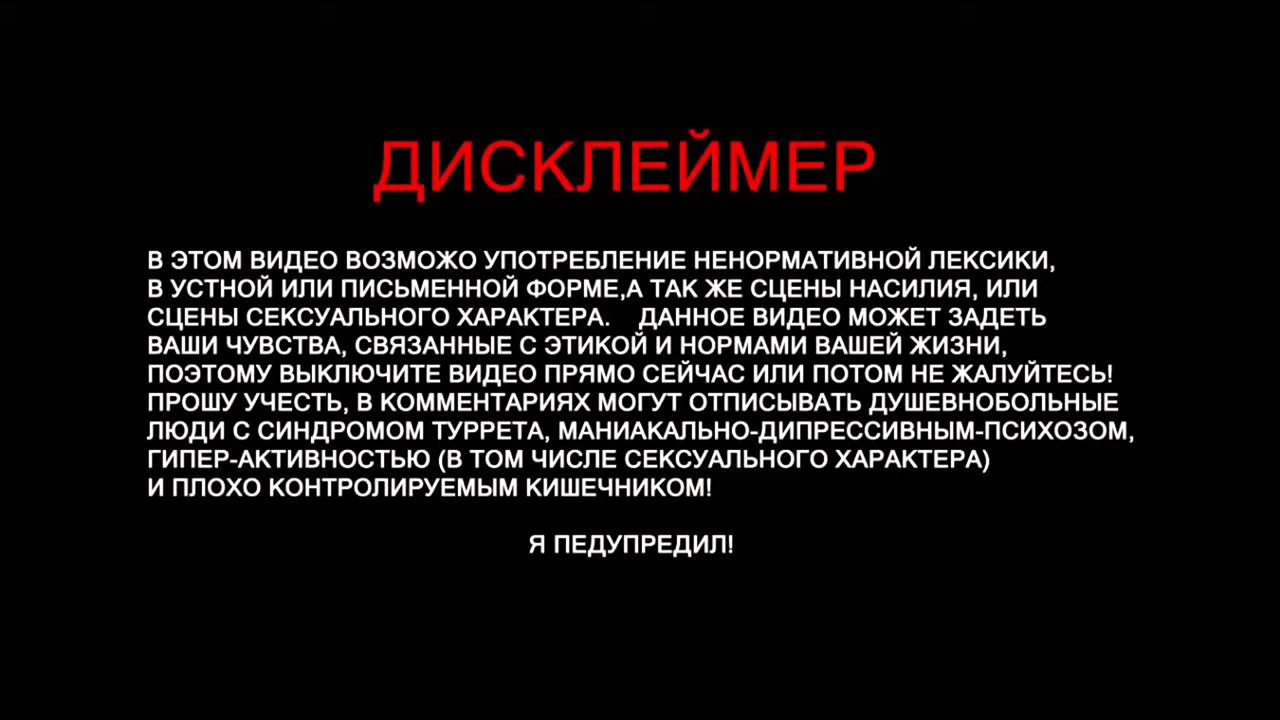 ДИСКЛЕЙМЕР
В ЭТОМ ВИДЕО ВОЗМОЖО УПОТРЕБЛЕНИЕ НЕНОРМАТИВНОЙ ЛЕКСИКИ,
В УСТНОЙ ИЛИ ПИСЬМЕННОЙ ФОРМЕ,А ТАК ЖЕ СЦЕНЫ НАСИЛИЯ, ИЛИ
СЦЕНЫ СЕКСУАЛЬНОГО ХАРАКТЕРА. ДАННОЕ ВИДЕО МОЖЕТ ЗАДЕТЬ
ВАШИ ЧУВСТВА, СВЯЗАННЫЕ С ЭТИКОЙ И НОРМАМИ ВАШЕЙ ЖИЗНИ,
ПОЭТОМУ ВЫКЛЮЧИТЕ ВИДЕО ПРЯМО СЕЙЧАС ИЛИ ПОТОМ НЕ ЖАЛУЙТЕСЬ!
ПРОШУ УЧЕСТЬ, В КОММЕНТАРИЯХ МОГУТ ОТПИСЫВАТЬ ДУШЕВНОБОЛЬНЫЕ
ЛЮДИ С СИНДРОМОМ ТУРРЕТА, МАНИАКАЛЬНО-ДИПРЕССИВНЫМ-ПСИХОЗОМ,
ГИПЕР-АКТИВНОСТЬЮ (В ТОМ ЧИСЛЕ СЕКСУАЛЬНОГО ХАРАКТЕРА)
И ПЛОХО КОНТРОЛИРУЕМЫМ КИШЕЧНИКОМ!
Я ПЕДУПРЕДИЛ!